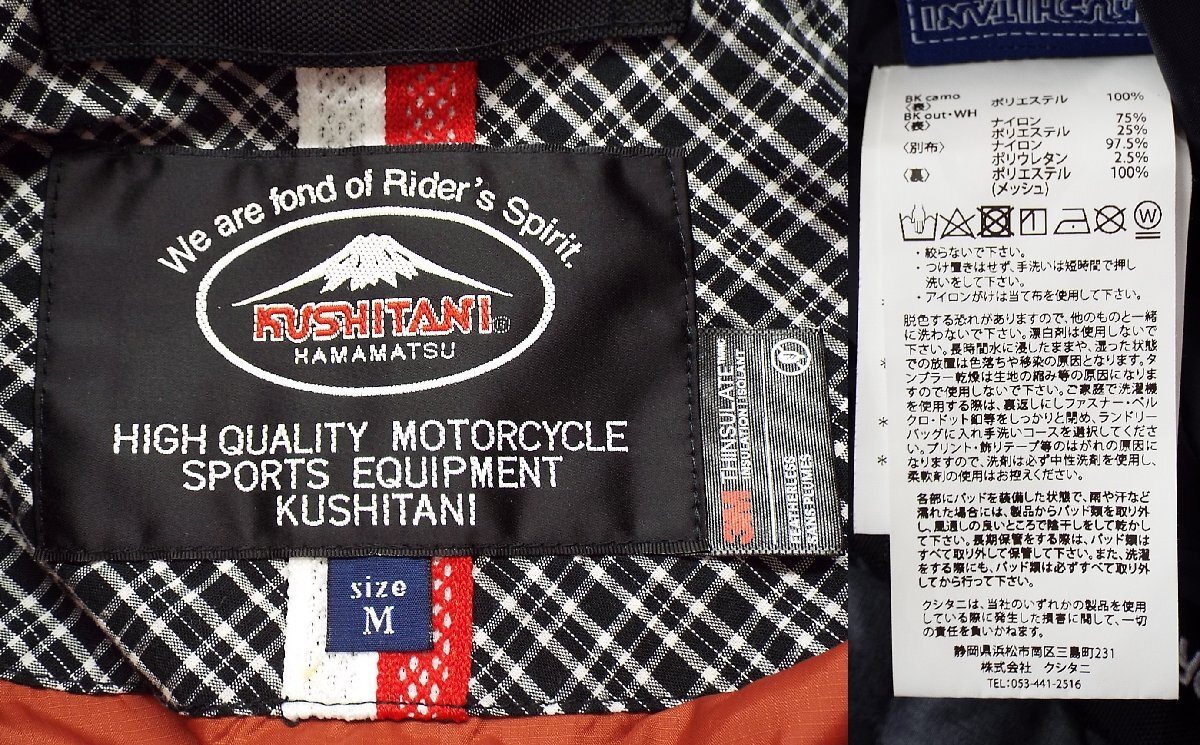 We are fond of Rider's Spirit.
KUSHITANI®
HAMAMATSU
HIGH QUALITY MOTORCYCLE
SPORTS EQUIPMENT
KUSHITANI
size
M
3M THINSULATE™
INSULATION ISOLANT
FEATHERLESS
SANS PLUMES
KUSHITANI
BK camo
〈表〉 ポリエステル 100%
BK out・WH
〈表〉 ナイロン 75%
ポリエステル 25%
〈別布〉 ナイロン 97.5%
ポリウレタン 2.5%
〈裏〉 ポリエステル 100%
(メッシュ)
W
・絞らないで下さい。
・つけ置きはせず、手洗いは短時間で押し
洗いをして下さい。
・アイロンがけは当て布を使用して下さい。
脱色する恐れがありますので、他のものと一緒
に洗わないで下さい。漂白剤は使用しないで
下さい。長時間水に浸したままや、湿った状態
での放置は色落ちや移染の原因となります。タ
ンブラー乾燥は生地の縮み等の原因になりま
すので使用しないで下さい。ご家庭で洗濯機
を使用する際は、裏返しにしファスナー・ベル
クロ・ドット釦等をしっかりと閉め、ランドリー
バッグに入れ手洗いコースを選択してくださ
い。プリント・飾りテープ等のはがれの原因に
なりますので、洗剤は必ず中性洗剤を使用し、
柔軟剤の使用はお控えください。
各部にパッドを装備した状態で、雨や汗など
濡れた場合には、製品からパッド類を取り外
し、風通しの良いところで陰干しをして乾かし
て下さい。長期保管をする際は、パッド類は
すべて取り外して保管して下さい。また、洗濯
をする際にも、パッド類は必ずすべて取り外
してから行って下さい。
クシタニは、当社のいずれかの製品を使用
している際に発生した損害に関して、一切
の責任を負いかねます。
静岡県浜松市南区三島町231
株式会社 クシタニ
TEL:053-441-2516